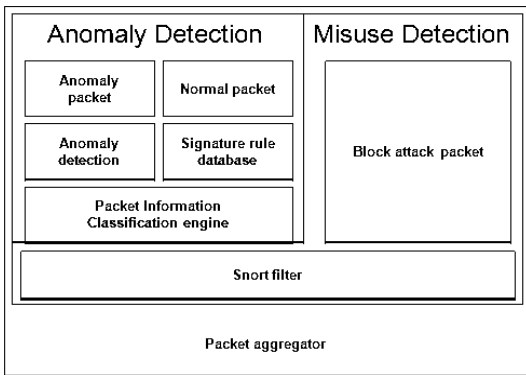 Anomaly Detection
Misuse Detection
Anomaly
packet
Normal packet
Anomaly
detection
Signature rule
database
Block attack packet
Packet Information
Classification engine
Snort filter
Packet aggregator